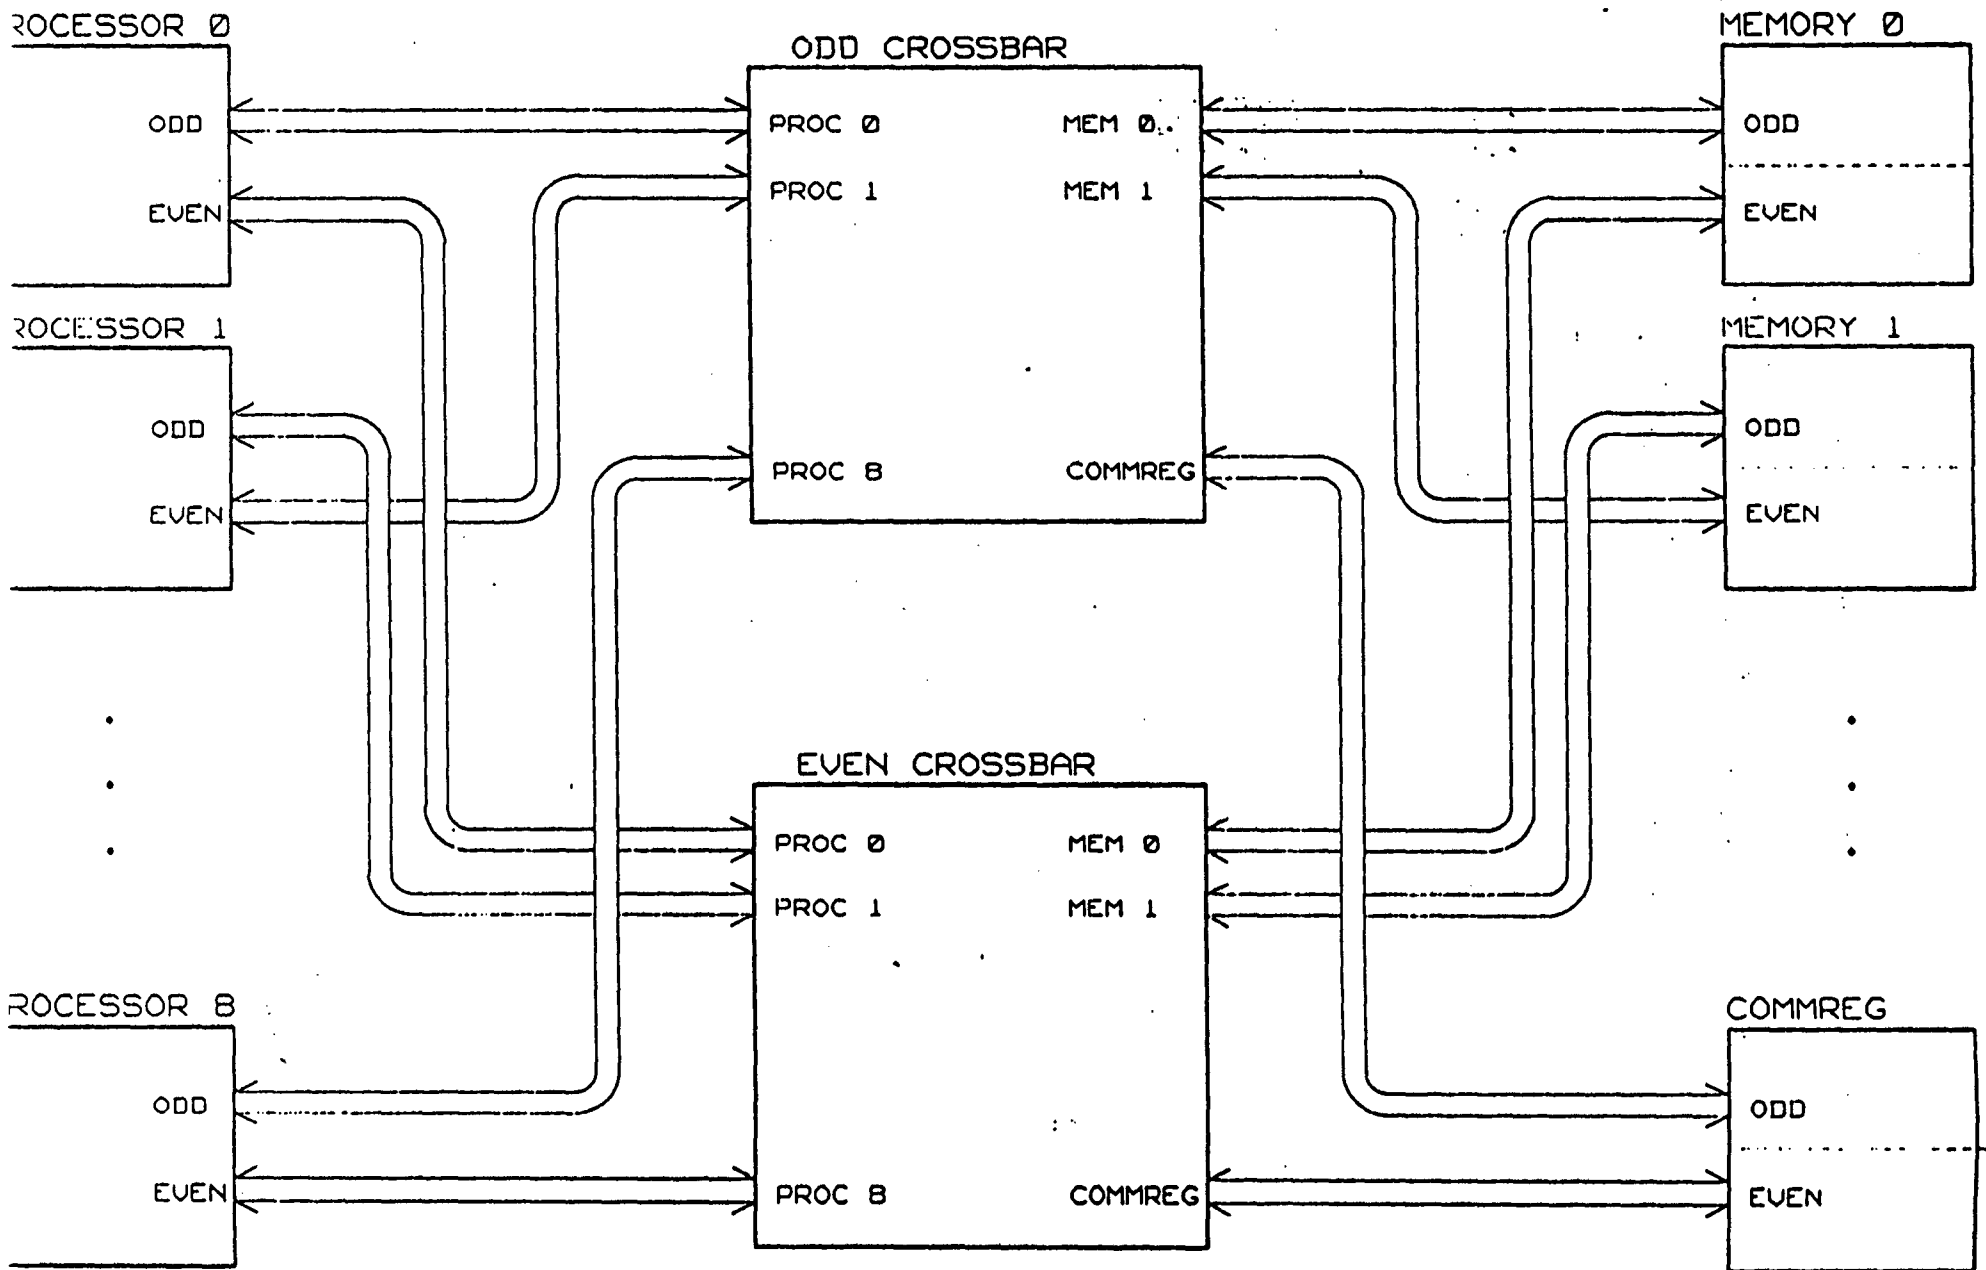 ROCESSOR 0
ODD
EVEN
ROCESSOR 1
ODD
EVEN
ROCESSOR 8
ODD
EVEN
ODD CROSSBAR
PROC 0
MEM 0
PROC 1
MEM 1
PROC 8
COMMREG
EVEN CROSSBAR
PROC 0
MEM 0
PROC 1
MEM 1
PROC 8
COMMREG
MEMORY 0
ODD
EVEN
MEMORY 1
ODD
EVEN
COMMREG
ODD
EVEN